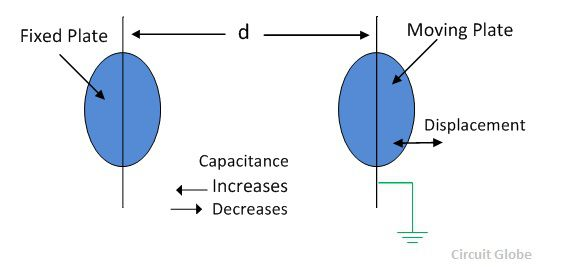 Fixed Plate
d
Moving Plate
Displacement
Capacitance
Increases
Decreases
Circuit Globe